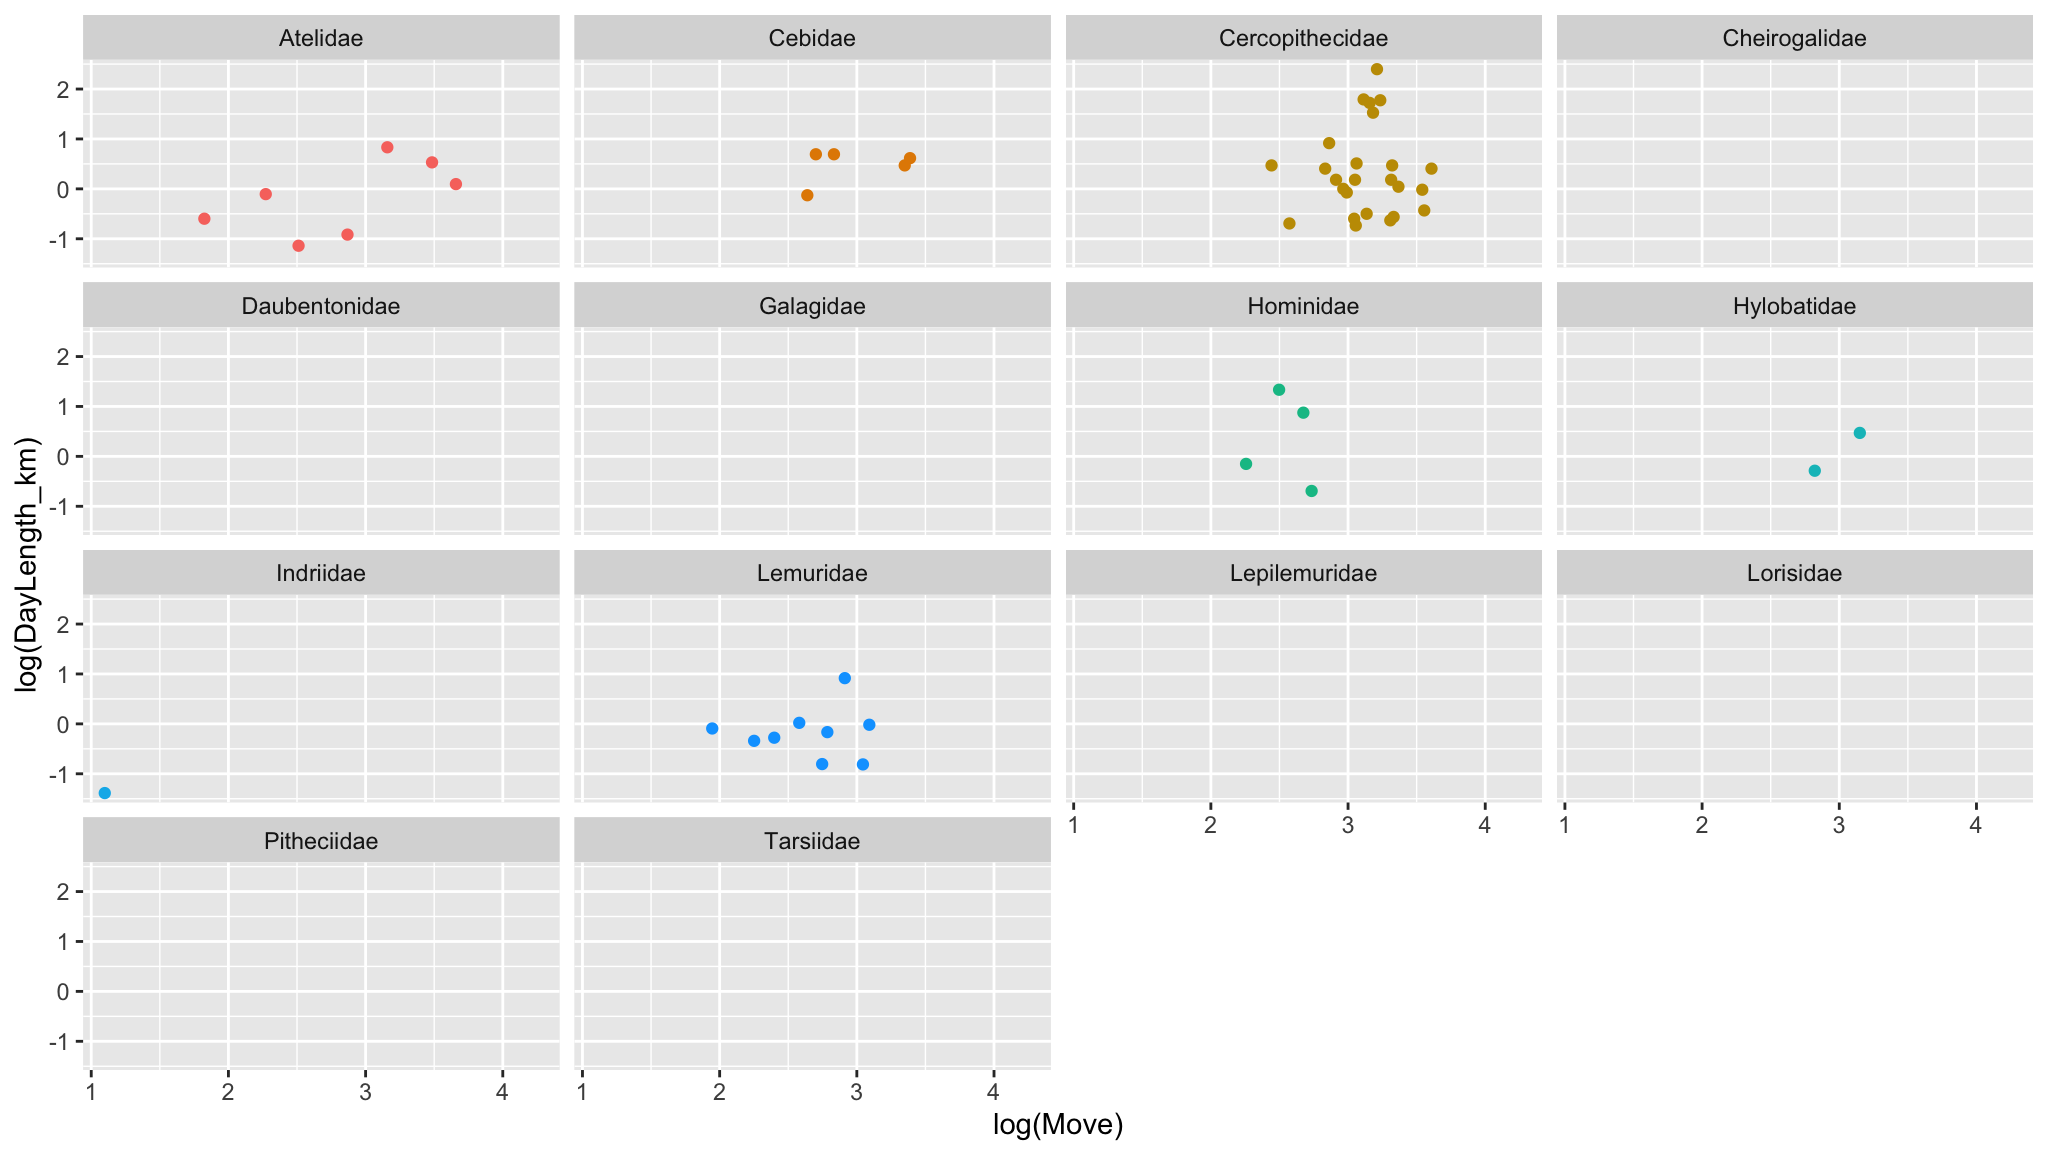 Atelidae Cebidae Cercopithecidae Cheirogalidae
2
1
0
-1
Daubentonidae Galagidae Hominidae Hylobatidae
2
1
0
-1
Indriidae Lemuridae Lepilemuridae Lorisidae
2
1
0
-1
1 2 3 4 1 2 3 4
Pitheciidae Tarsiidae
2
1
0
-1
1 2 3 4 1 2 3 4
log(Move)
log(DayLength_km)